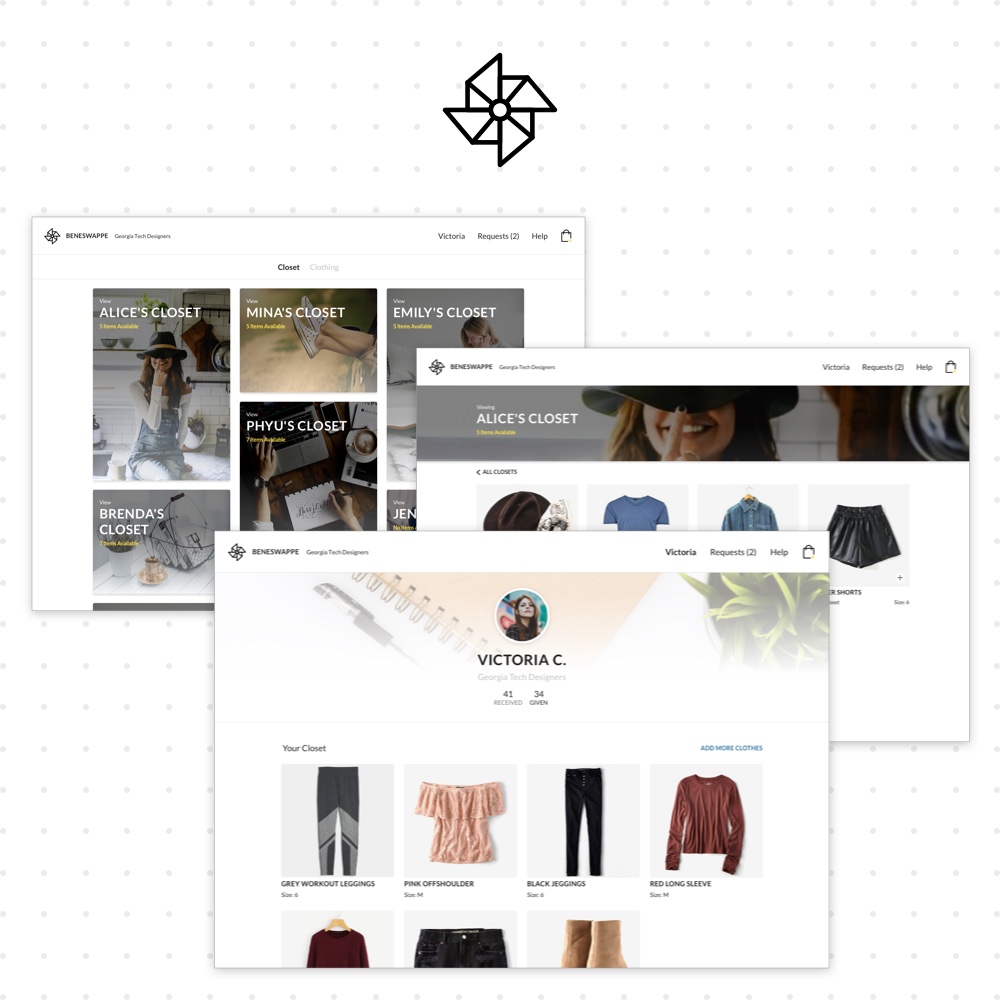 BENESWAPPE Georgia Tech Designers Victoria Requests (2) Help
Closet Clothing
View
ALICE'S CLOSET
5 Items Available
View
MINA'S CLOSET
5 Items Available
View
EMILY'S CLOSET
5 Items Available
View
PHYU'S CLOSET
7 Items Available
View
BRENDA'S
CLOSET
7 Items Available
View
JEN
No Items
BENESWAPPE Georgia Tech Designers Victoria Requests (2) Help
Viewing
ALICE'S CLOSET
5 Items Available
< ALL CLOSETS
+
ER SHORTS
oset Size: 6
BENESWAPPE Georgia Tech Designers Victoria Requests (2) Help
VICTORIA C.
Georgia Tech Designers
41 34
RECEIVED GIVEN
Your Closet ADD MORE CLOTHES
GREY WORKOUT LEGGINGS PINK OFFSHOULDER BLACK JEGGINGS RED LONG SLEEVE
Size: 6 Size: M Size: 6 Size: M